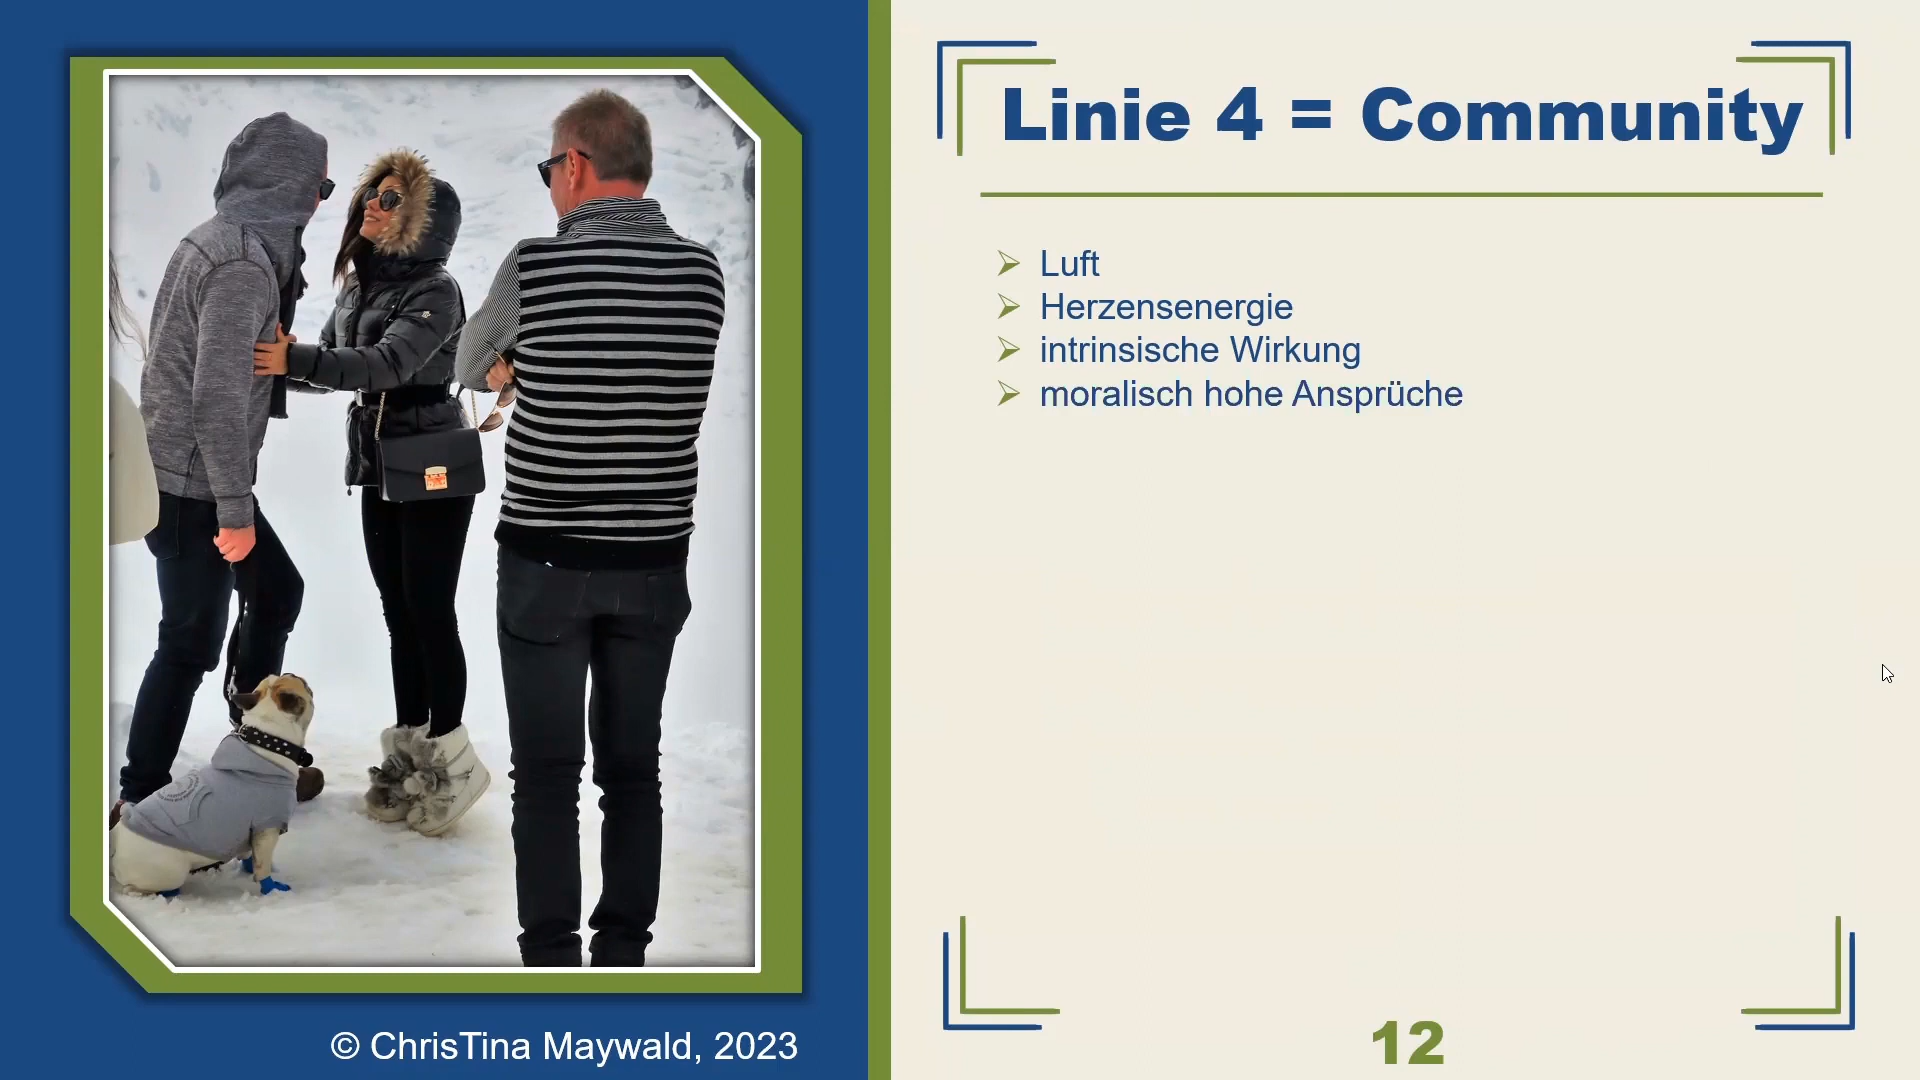 Linie 4 = Community
Luft
Herzensenergie
intrinsische Wirkung
moralisch hohe Ansprüche
© ChrisTina Maywald, 2023
12